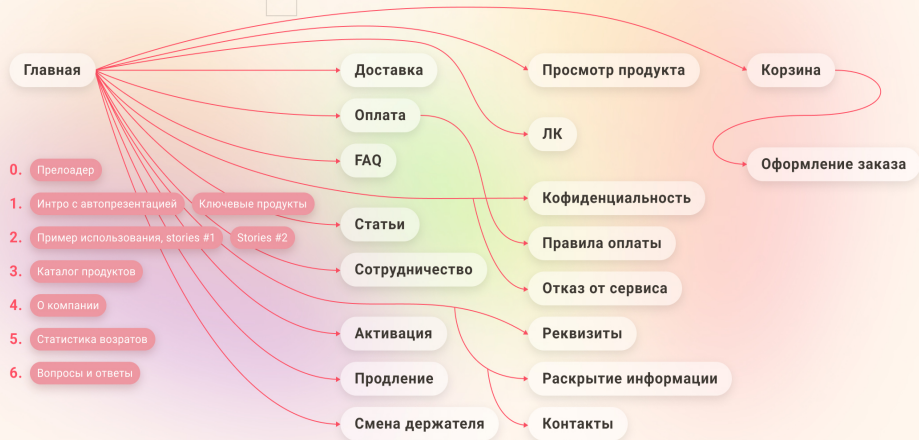 Главная
0. Прелоадер
1. Интро с автопрезентацией Ключевые продукты
2. Пример использования, stories #1 Stories #2
3. Каталог продуктов
4. О компании
5. Статистика возратов
6. Вопросы и ответы
Доставка
Оплата
FAQ
Статьи
Сотрудничество
Активация
Продление
Смена держателя
Просмотр продукта
ЛК
Кофиденциальность
Правила оплаты
Отказ от сервиса
Реквизиты
Раскрытие информации
Контакты
Корзина
Оформление заказа